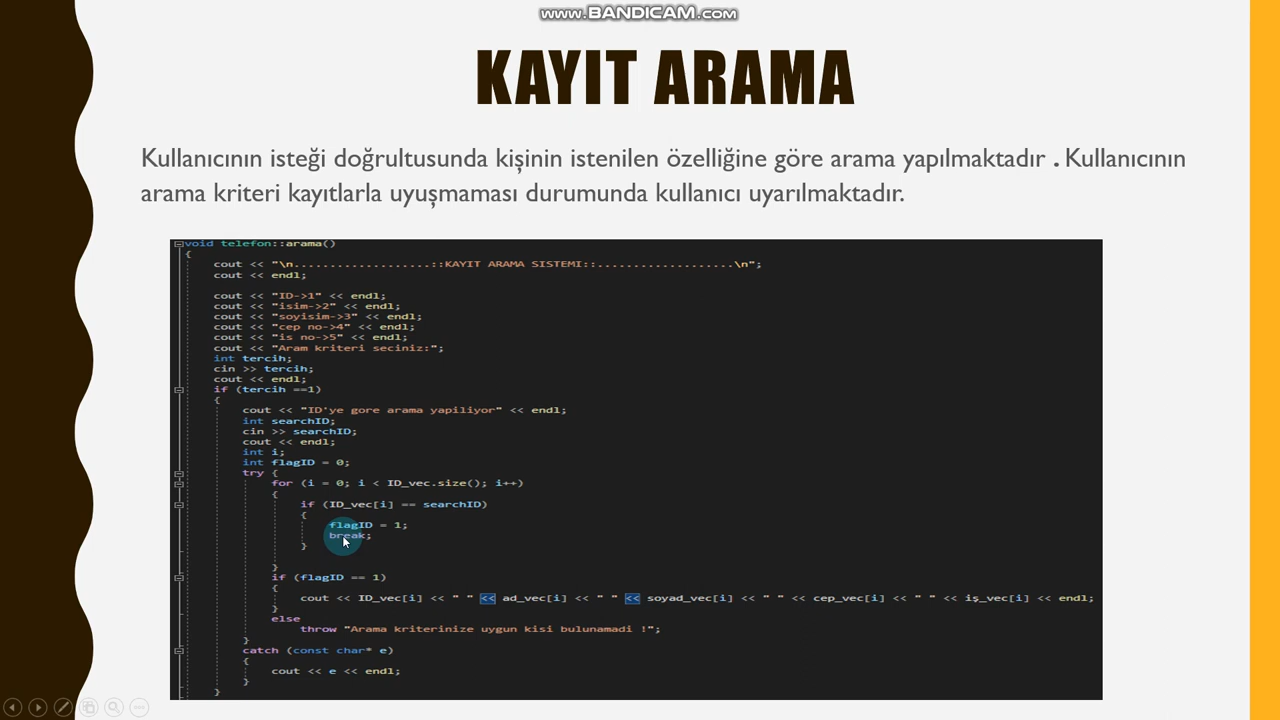 www.BANDICAM.com
KAYIT ARAMA
Kullanıcının isteği doğrultusunda kişinin istenilen özelliğine göre arama yapılmaktadır . Kullanıcının
arama kriteri kayıtlarla uyuşmaması durumunda kullanıcı uyarılmaktadır.
void telefon::arama()
{
cout << "\n...................::KAYIT ARAMA SISTEMI::...................\n";
cout << endl;
cout << "ID->1" << endl;
cout << "isim->2" << endl;
cout << "soyisim->3" << endl;
cout << "cep no->4" << endl;
cout << "is no->5" << endl;
cout << "Aram kriteri seciniz:";
int tercih;
cin >> tercih;
cout << endl;
if (tercih ==1)
{
cout << "ID'ye gore arama yapiliyor" << endl;
int searchID;
cin >> searchID;
cout << endl;
int i;
int flagID = 0;
try {
for (i = 0; i < ID_vec.size(); i++)
{
if (ID_vec[i] == searchID)
{
flagID = 1;
break;
}
}
if (flagID == 1)
{
cout << ID_vec[i] << " " << ad_vec[i] << " " << soyad_vec[i] << " " << cep_vec[i] << " " << iş_vec[i] << endl;
}
else
throw "Arama kriterinize uygun kisi bulunamadi !";
}
catch (const char* e)
{
cout << e << endl;
}
}